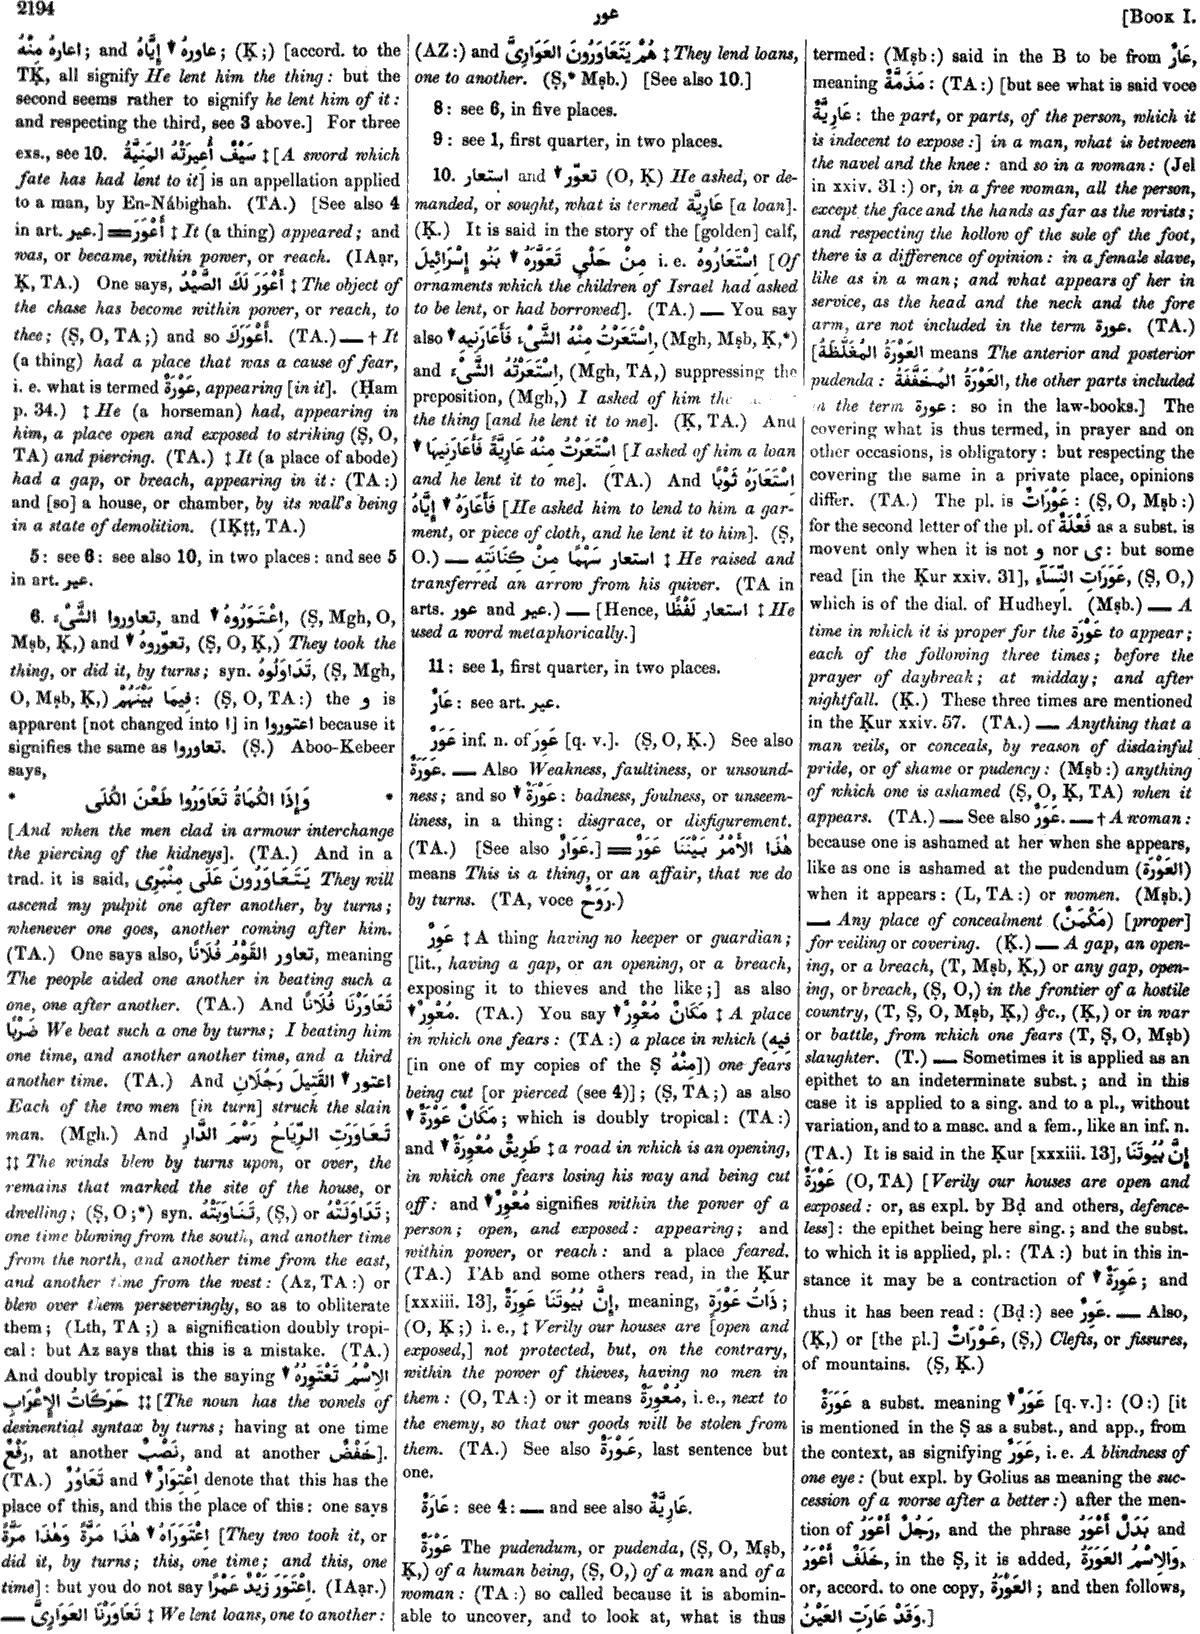 2194
عور
[BOOK I.
اعارهُ مِنْهُ; and عاورهُ ↑ إِيَّاهُ; (Ḳ;) [accord. to the
TḲ, all signify He lent him the thing: but the
second seems rather to signify he lent him of it:
and respecting the third, see 3 above.] For three
exs., see 10. سَيْفٌ أُعِيرَتْهُ المَنِيَّةُ ‡ [A sword which
fate has had lent to it] is an appellation applied
to a man, by En-Nábighah. (TA.) [See also 4
in art. عير.] ═ أَعْوَرَ ‡ It (a thing) appeared; and
was, or became, within power, or reach. (IAạr,
Ḳ, TA.) One says, أَعْوَرَ لَكَ الصَّيْدُ ‡ The object of
the chase has become within power, or reach, to
thee; (Ṣ, O, TA;) and so أَعْوَرَكَ. (TA.) — † It
(a thing) had a place that was a cause of fear,
i. e. what is termed عَوْرَة, appearing [in it]. (Ḥam
p. 34.) ‡ He (a horseman) had, appearing in
him, a place open and exposed to striking (Ṣ, O,
TA) and piercing. (TA.) ‡ It (a place of abode)
had a gap, or breach, appearing in it: (TA:)
and [so] a house, or chamber, by its wall's being
in a state of demolition. (IḲṭṭ, TA.)
5: see 6: see also 10, in two places: and see 5
in art. عير.
6. تعاوروا الشَّىْءَ, and ↑ اِعْتَوَرُوهُ, (Ṣ, Mgh, O,
Mṣb, Ḳ,) and ↑ تعوّروهُ, (Ṣ, O, Ḳ,) They took the
thing, or did it, by turns; syn. تَدَاوَلُوهُ, (Ṣ, Mgh,
O, Mṣb, Ḳ,) فِيمَا بَيْنَهُمْ: (Ṣ, O, TA:) the و is
apparent [not changed into ا] in اعتوروا because it
signifies the same as تعاوروا. (Ṣ.) Aboo-Kebeer
says,
* وَإِذَا الكُمَاةُ تَعَاوَرُوا طَعْنَ الكُلَى *
[And when the men clad in armour interchange
the piercing of the kidneys]. (TA.) And in a
trad. it is said, يَتَعَاوَرُونَ عَلَى مِنْبَرِى They will
ascend my pulpit one after another, by turns;
whenever one goes, another coming after him.
(TA.) One says also, تعاور القَوْمُ فُلَانًا, meaning
The people aided one another in beating such a
one, one after another. (TA.) And تَعَاوَرْنَا فُلَانًا
ضَرْبًا We beat such a one by turns; I beating him
one time, and another another time, and a third
another time. (TA.) And اعتور ↑ القَتِيلَ رَجُلَانِ
Each of the two men [in turn] struck the slain
man. (Mgh.) And تَعَاوَرَتِ الرِّيَاحُ رَسْمَ الدَّارِ
‡‡ The winds blew by turns upon, or over, the
remains that marked the site of the house, or
dwelling; (Ṣ, O;*) syn. تَنَاوَبَتْهُ, (Ṣ,) or تَدَاوَلَتْهُ;
one time blowing from the south, and another time
from the north, and another time from the east,
and another time from the west: (Az, TA:) or
blew over them perseveringly, so as to obliterate
them; (Lth, TA;) a signification doubly tropi-
cal: but Az says that this is a mistake. (TA.)
And doubly tropical is the saying ↑ الاِسْمُ تَعْتَوِرُهُ
حَرَكَاتُ الإِعْرَابِ ‡‡ [The noun has the vowels of
desinential syntax by turns; having at one time
رَفْعٌ, at another نَصْبٌ, and at another خَفْضٌ].
(TA.) تَعَاوُرٌ and ↑ اِعْتِوَارٌ denote that this has the
place of this, and this the place of this: one says
اِعْتَوَرَاهُ ↑ هٰذَا مَرَّةً وَهٰذَا مَرَّةً [They two took it, or
did it, by turns; this, one time; and this, one
time]: but you do not say اِعْتَوَرَ زَيْدٌ عَمْرًا. (IAạr.)
— تَعَاوَرْنَا العَوَارِىَّ ‡ We lent loans, one to another:
(AZ:) and هُمْ يَتَعَاوَرُونَ العَوَارِىَّ ‡ They lend loans,
one to another. (Ṣ,* Mṣb.) [See also 10.]
8: see 6, in five places.
9: see 1, first quarter, in two places.
10. استعار and ↑ تعوّر (O, Ḳ) He asked, or de-
manded, or sought, what is termed عَارِيَّة [a loan].
(Ḳ.) It is said in the story of the [golden] calf,
مِنْ حَلْىٍ تَعَوَّرَهُ ↑ بَنُو إِسْرَائِيلَ i. e. اِسْتَعَارُوهُ [Of
ornaments which the children of Israel had asked
to be lent, or had borrowed]. (TA.) — You say
also ↑ اِسْتَعَرْتُ مِنْهُ الشَّىْءَ فَأَعَارَنِيهِ, (Mgh, Mṣb, Ḳ,*)
and اِسْتَعَرْتُهُ الشَّىْءَ, (Mgh, TA,) suppressing the
preposition, (Mgh,) I asked of him the
the thing [and he lent it to me]. (Ḳ, TA.) And
↑ اسْتَعَرْتُ مِنْهُ عَارِيَّةً فَأَعَارَنِيهَا [I asked of him a loan
and he lent it to me]. (TA.) And اسْتَعَارَهُ ثَوْبًا
فَأَعَارَهُ ↑ إِيَّاهُ [He asked him to lend to him a gar-
ment, or piece of cloth, and he lent it to him]. (Ṣ,
O.) — استعار سَهْمًا مِنْ كِنَانَتِهِ ‡ He raised and
transferred an arrow from his quiver. (TA in
arts. عور and عير.) — [Hence, استعار لَفْظًا ‡ He
used a word metaphorically.]
11: see 1, first quarter, in two places.
عَارٌ: see art. عير.
عَوَرٌ inf. n. of عَوِرَ [q. v.]. (Ṣ, O, Ḳ.) See also
عَوْرَةٌ. — Also Weakness, faultiness, or unsound-
ness; and so ↑ عَوْرَةٌ: badness, foulness, or unseem-
liness, in a thing: disgrace, or disfigurement.
(TA.) [See also عَوَارٌ.] ═ هٰذَا الأَمْرُ بَيْنَنَا عَوَرٌ
means This is a thing, or an affair, that we do
by turns. (TA, voce رَوَحٌ.)
عَوِرٌ ‡ A thing having no keeper or guardian;
[lit., having a gap, or an opening, or a breach,
exposing it to thieves and the like;] as also
↑ مُعْوِرٌ. (TA.) You say ↑ مَكَانٌ مُعْوِرٌ ‡ A place
in which one fears: (TA:) a place in which (فِيهِ
[in one of my copies of the Ṣ مِنْهُ]) one fears
being cut [or pierced (see 4)]; (Ṣ, TA;) as also
↑ مَكَانٌ عَوْرَةٌ; which is doubly tropical: (TA:)
and ↑ طَرِيقٌ مُعْوِرَةٌ ‡ a road in which is an opening,
in which one fears losing his way and being cut
off: and ↑ مُعْوِرٌ signifies within the power of a
person; open, and exposed: appearing; and
within power, or reach: and a place feared.
(TA.) I'Ab and some others read, in the Ḳur
[xxxiii. 13], إِنَّ بُيُوتَنَا عَوِرَةٌ, meaning, ذَاتُ عَوْرَةٍ;
(O, Ḳ;) i. e., ‡ Verily our houses are [open and
exposed,] not protected, but, on the contrary,
within the power of thieves, having no men in
them: (O, TA:) or it means مُعْوِرَةٌ, i. e., next to
the enemy, so that our goods will be stolen from
them. (TA.) See also عَوْرَةٌ, last sentence but
one.
عَارَةٌ: see 4: — and see also عَارِيَّةٌ.
عَوْرَةٌ The pudendum, or pudenda, (Ṣ, O, Mṣb,
Ḳ,) of a human being, (Ṣ, O,) of a man and of a
woman: (TA:) so called because it is abomin-
able to uncover, and to look at, what is thus
termed: (Mṣb:) said in the B to be from عَارٌ,
meaning مَذَمَّةٌ: (TA:) [but see what is said voce
عَارِيَّةٌ: the part, or parts, of the person, which it
is indecent to expose:] in a man, what is between
the navel and the knee: and so in a woman: (Jel
in xxiv. 31:) or, in a free woman, all the person,
except the face and the hands as far as the wrists;
and respecting the hollow of the sole of the foot,
there is a difference of opinion: in a female slave,
like as in a man; and what appears of her in
service, as the head and the neck and the fore
arm, are not included in the term عورة. (TA.)
[العَوْرَةُ المُغَلَّظَةُ means The anterior and posterior
pudenda: العَوْرَةُ المُخَفَّفَةُ, the other parts included
in the term عورة: so in the law-books.] The
covering what is thus termed, in prayer and on
other occasions, is obligatory: but respecting the
covering the same in a private place, opinions
differ. (TA.) The pl. is عَوْرَاتٌ: (Ṣ, O, Mṣb:)
for the second letter of the pl. of فَعْلَةٌ as a subst. is
movent only when it is not و nor ى: but some
read [in the Ḳur xxiv. 31], عَوَرَاتِ النِّسَآءِ, (Ṣ, O,)
which is of the dial. of Hudheyl. (Mṣb.) — A
time in which it is proper for the عَوْرَة to appear;
each of the following three times; before the
prayer of daybreak; at midday; and after
nightfall. (Ḳ.) These three times are mentioned
in the Ḳur xxiv. 57. (TA.) — Anything that a
man veils, or conceals, by reason of disdainful
pride, or of shame or pudency: (Mṣb:) anything
of which one is ashamed (Ṣ, O, Ḳ, TA) when it
appears. (TA.) — See also عَوَرٌ. — † A woman:
because one is ashamed at her when she appears,
like as one is ashamed at the pudendum (العَوْرَة)
when it appears: (L, TA:) or women. (Mṣb.)
— Any place of concealment (مَكْمَنٌ) [proper]
for veiling or covering. (Ḳ.) — A gap, an open-
ing, or a breach, (T, Mṣb, Ḳ,) or any gap, open-
ing, or breach, (Ṣ, O,) in the frontier of a hostile
country, (T, Ṣ, O, Mṣb, Ḳ,) &c., (Ḳ,) or in war
or battle, from which one fears (T, Ṣ, O, Mṣb)
slaughter. (T.) — Sometimes it is applied as an
epithet to an indeterminate subst.; and in this
case it is applied to a sing. and to a pl., without
variation, and to a masc. and a fem., like an inf. n.
(TA.) It is said in the Ḳur [xxxiii. 13], إِنَّ بُيُوتَنَا
عَوْرَةٌ (O, TA) [Verily our houses are open and
exposed: or, as expl. by Bḍ and others, defence-
less]: the epithet being here sing.; and the subst.
to which it is applied, pl.: (TA:) but in this in-
stance it may be a contraction of ↑ عَوِرَةٌ; and
thus it has been read: (Bḍ:) see عَوِرٌ. — Also,
(Ḳ,) or [the pl.] عَوْرَاتٌ, (Ṣ,) Clefts, or fissures,
of mountains. (Ṣ, Ḳ.)
عَوَرَةٌ a subst. meaning ↑ عَوَرٌ [q. v.]: (O:) [it
is mentioned in the Ṣ as a subst., and app., from
the context, as signifying عَوَرٌ, i. e. A blindness of
one eye: (but expl. by Golius as meaning the suc-
cession of a worse after a better:) after the men-
tion of رَجُلٌ أَعْوَرُ, and the phrase بَدَلٌ أَعْوَرُ and
خَلَفٌ أَعْوَرُ, in the Ṣ, it is added, وَالاِسْمُ العَوَرَةُ,
or, accord. to one copy, العَوْرَةُ; and then follows,
وَقَدْ عَارَتِ العَيْنُ.]